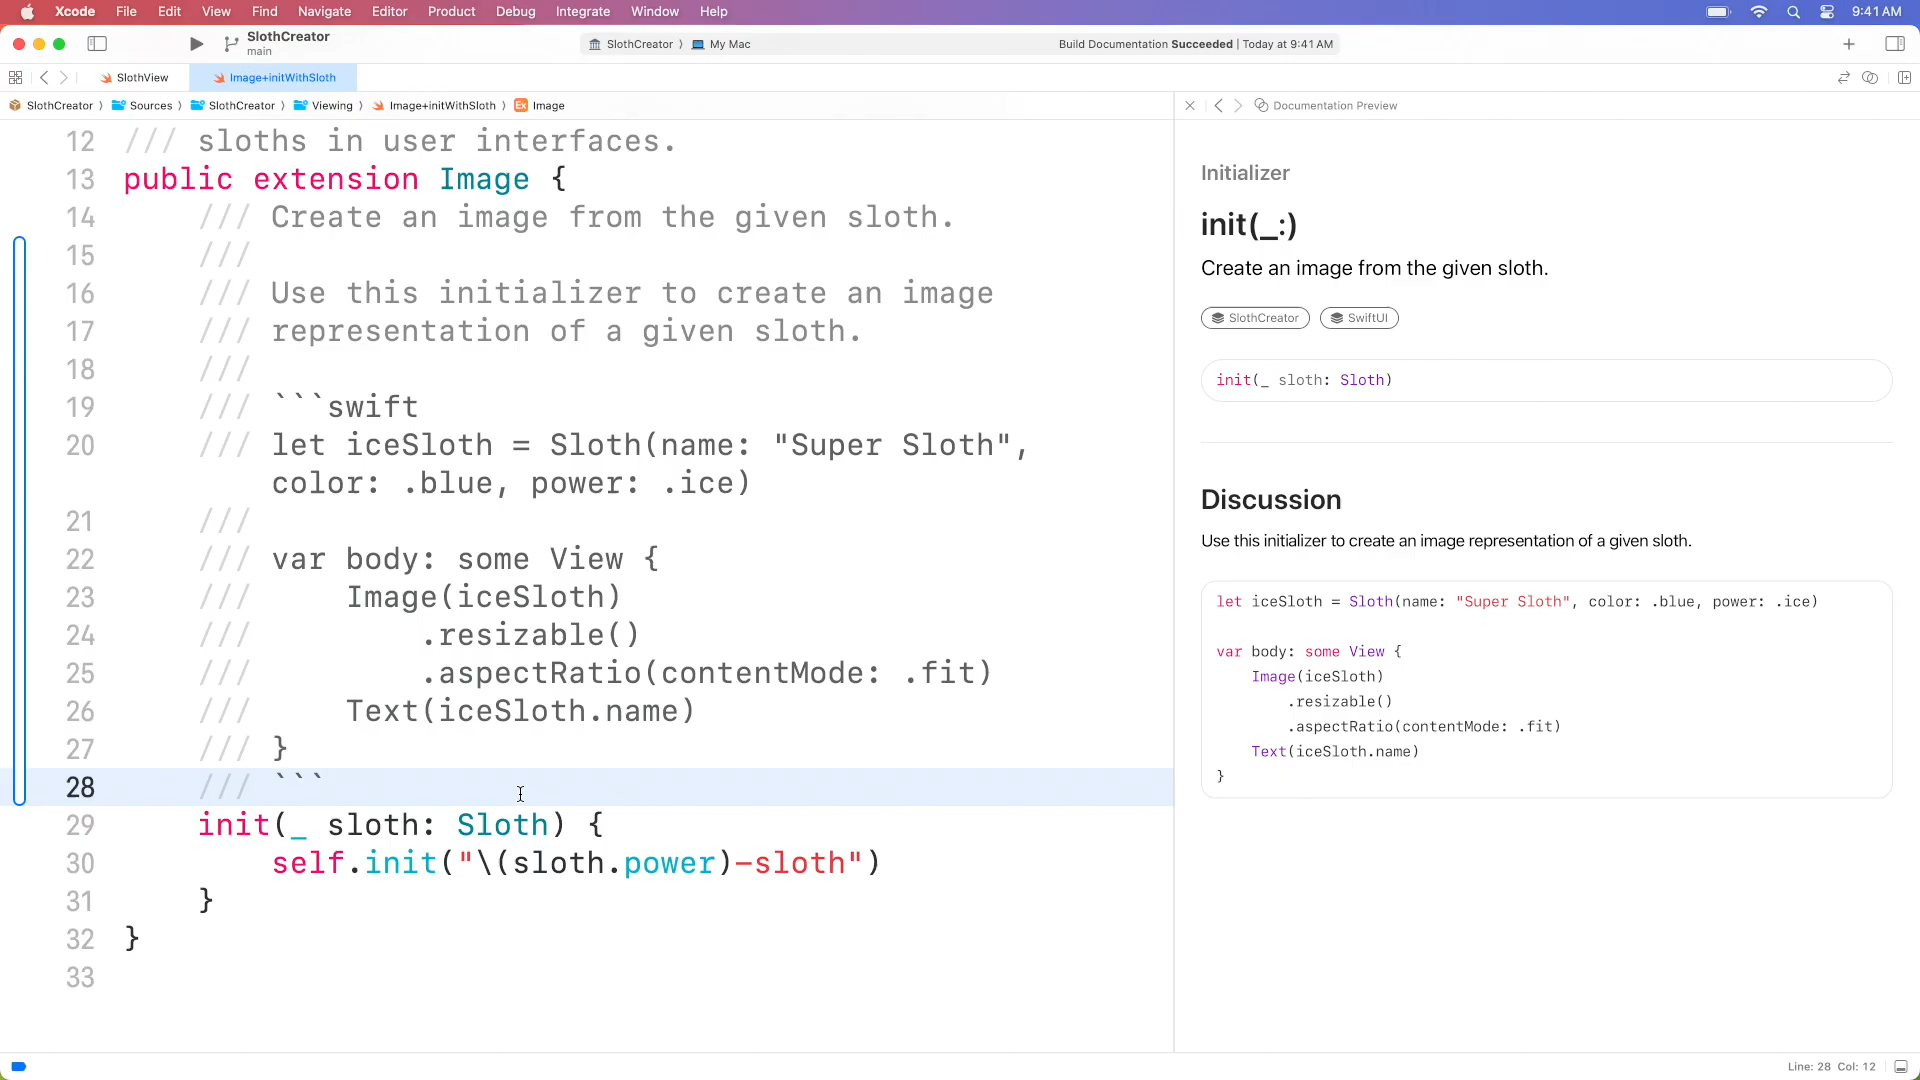 Xcode File Edit View Find Navigate Editor Product Debug Integrate Window Help 9:41 AM
SlothCreator
main
SlothCreator 〉 My Mac
Build Documentation Succeeded | Today at 9:41 AM
SlothView
Image+initWithSloth
SlothCreator 〉 Sources 〉 SlothCreator 〉 Viewing 〉 Image+initWithSloth 〉 Ex Image
Documentation Preview
12 /// sloths in user interfaces.
13 public extension Image {
14 /// Create an image from the given sloth.
15 ///
16 /// Use this initializer to create an image
17 /// representation of a given sloth.
18 ///
19 /// ```swift
20 /// let iceSloth = Sloth(name: "Super Sloth",
color: .blue, power: .ice)
21 ///
22 /// var body: some View {
23 /// Image(iceSloth)
24 /// .resizable()
25 /// .aspectRatio(contentMode: .fit)
26 /// Text(iceSloth.name)
27 /// }
28 /// ```
29 init(_ sloth: Sloth) {
30 self.init("\(sloth.power)-sloth")
31 }
32 }
33
Initializer
init(_:)
Create an image from the given sloth.
SlothCreator SwiftUI
init(_ sloth: Sloth)
Discussion
Use this initializer to create an image representation of a given sloth.
let iceSloth = Sloth(name: "Super Sloth", color: .blue, power: .ice)
var body: some View {
Image(iceSloth)
.resizable()
.aspectRatio(contentMode: .fit)
Text(iceSloth.name)
}
Line: 28 Col: 12